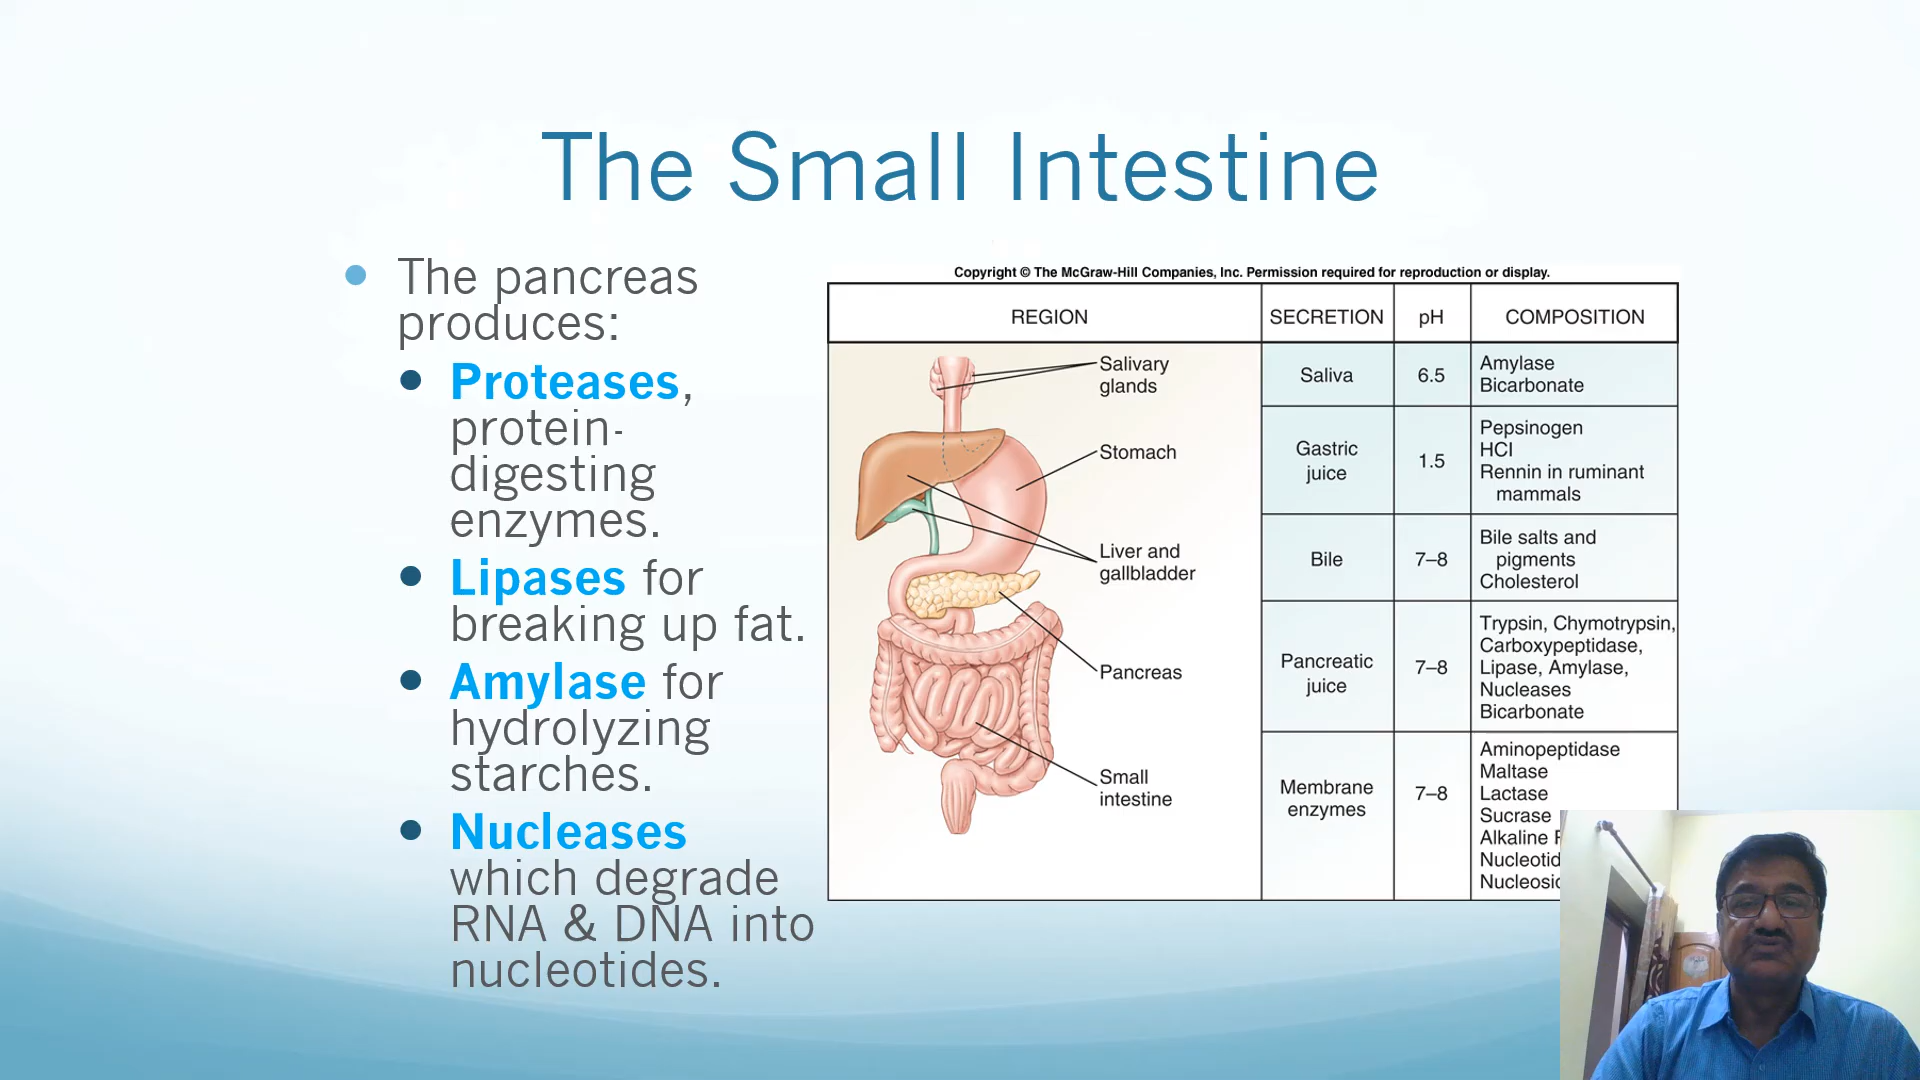 The Small Intestine
The pancreas
produces:
Proteases,
protein-
digesting
enzymes.
Lipases for
breaking up fat.
Amylase for
hydrolyzing
starches.
Nucleases
which degrade
RNA & DNA into
nucleotides.
Copyright © The McGraw-Hill Companies, Inc. Permission required for reproduction or display.
REGION
SECRETION
pH
COMPOSITION
Salivary
glands
Stomach
Liver and
gallbladder
Pancreas
Small
intestine
Saliva
6.5
Amylase
Bicarbonate
Gastric
juice
1.5
Pepsinogen
HCl
Rennin in ruminant
mammals
Bile
7–8
Bile salts and
pigments
Cholesterol
Pancreatic
juice
7–8
Trypsin, Chymotrypsin,
Carboxypeptidase,
Lipase, Amylase,
Nucleases
Bicarbonate
Membrane
enzymes
7–8
Aminopeptidase
Maltase
Lactase
Sucrase
Alkaline